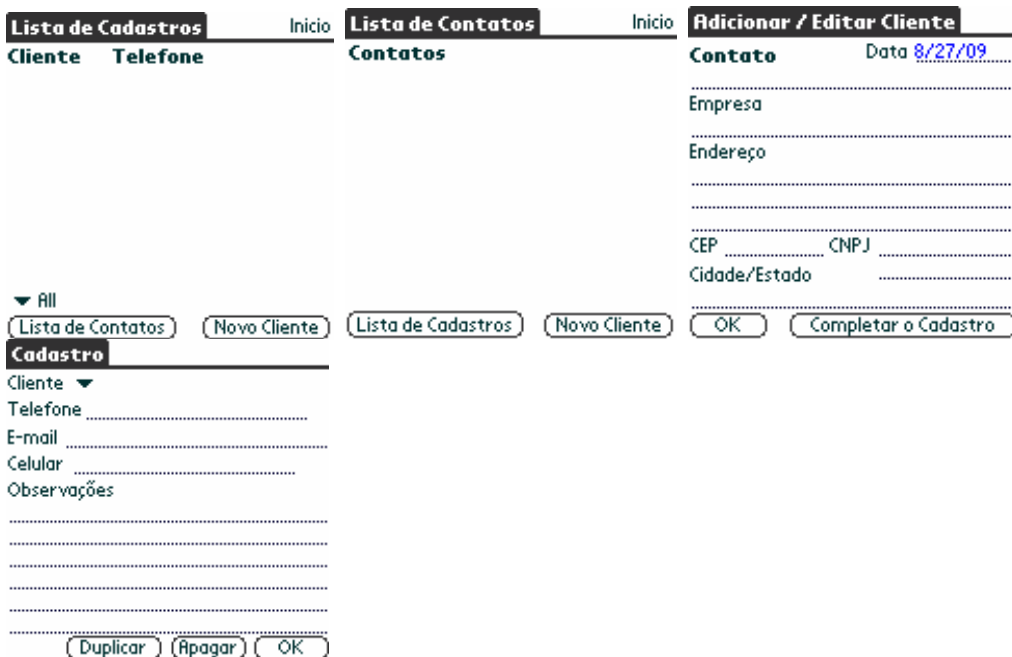 Lista de Cadastros Inicio
Cliente Telefone
All
Lista de Contatos Novo Cliente
Lista de Contatos Inicio
Contatos
Lista de Cadastros Novo Cliente
Adicionar / Editar Cliente
Contato Data 8/27/09
Empresa
Endereço
CEP CNPJ
Cidade/Estado
OK Completar o Cadastro
Cadastro
Cliente
Telefone
E-mail
Celular
Observações
Duplicar Apagar OK